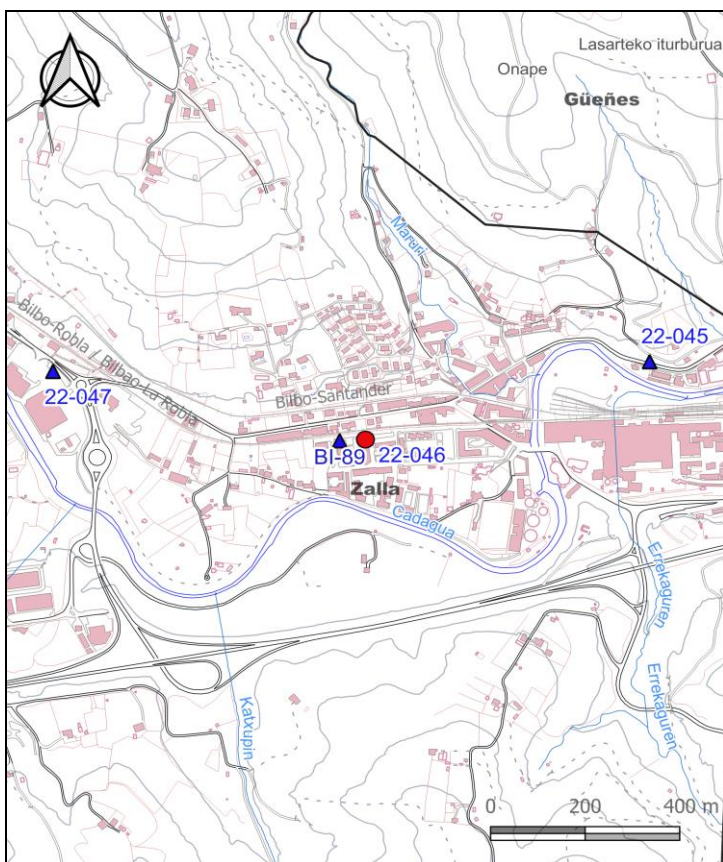 Lasarteko iturburua
Onape
Güeñes
Maruri
22-045
Bilbo-Robla / Bilbao-La Robla
22-047
Bilbo-Santander
BI-89
22-046
Zalla
Cadagua
Errekaguren
Errekaguren
Katxupin
0 200 400 m